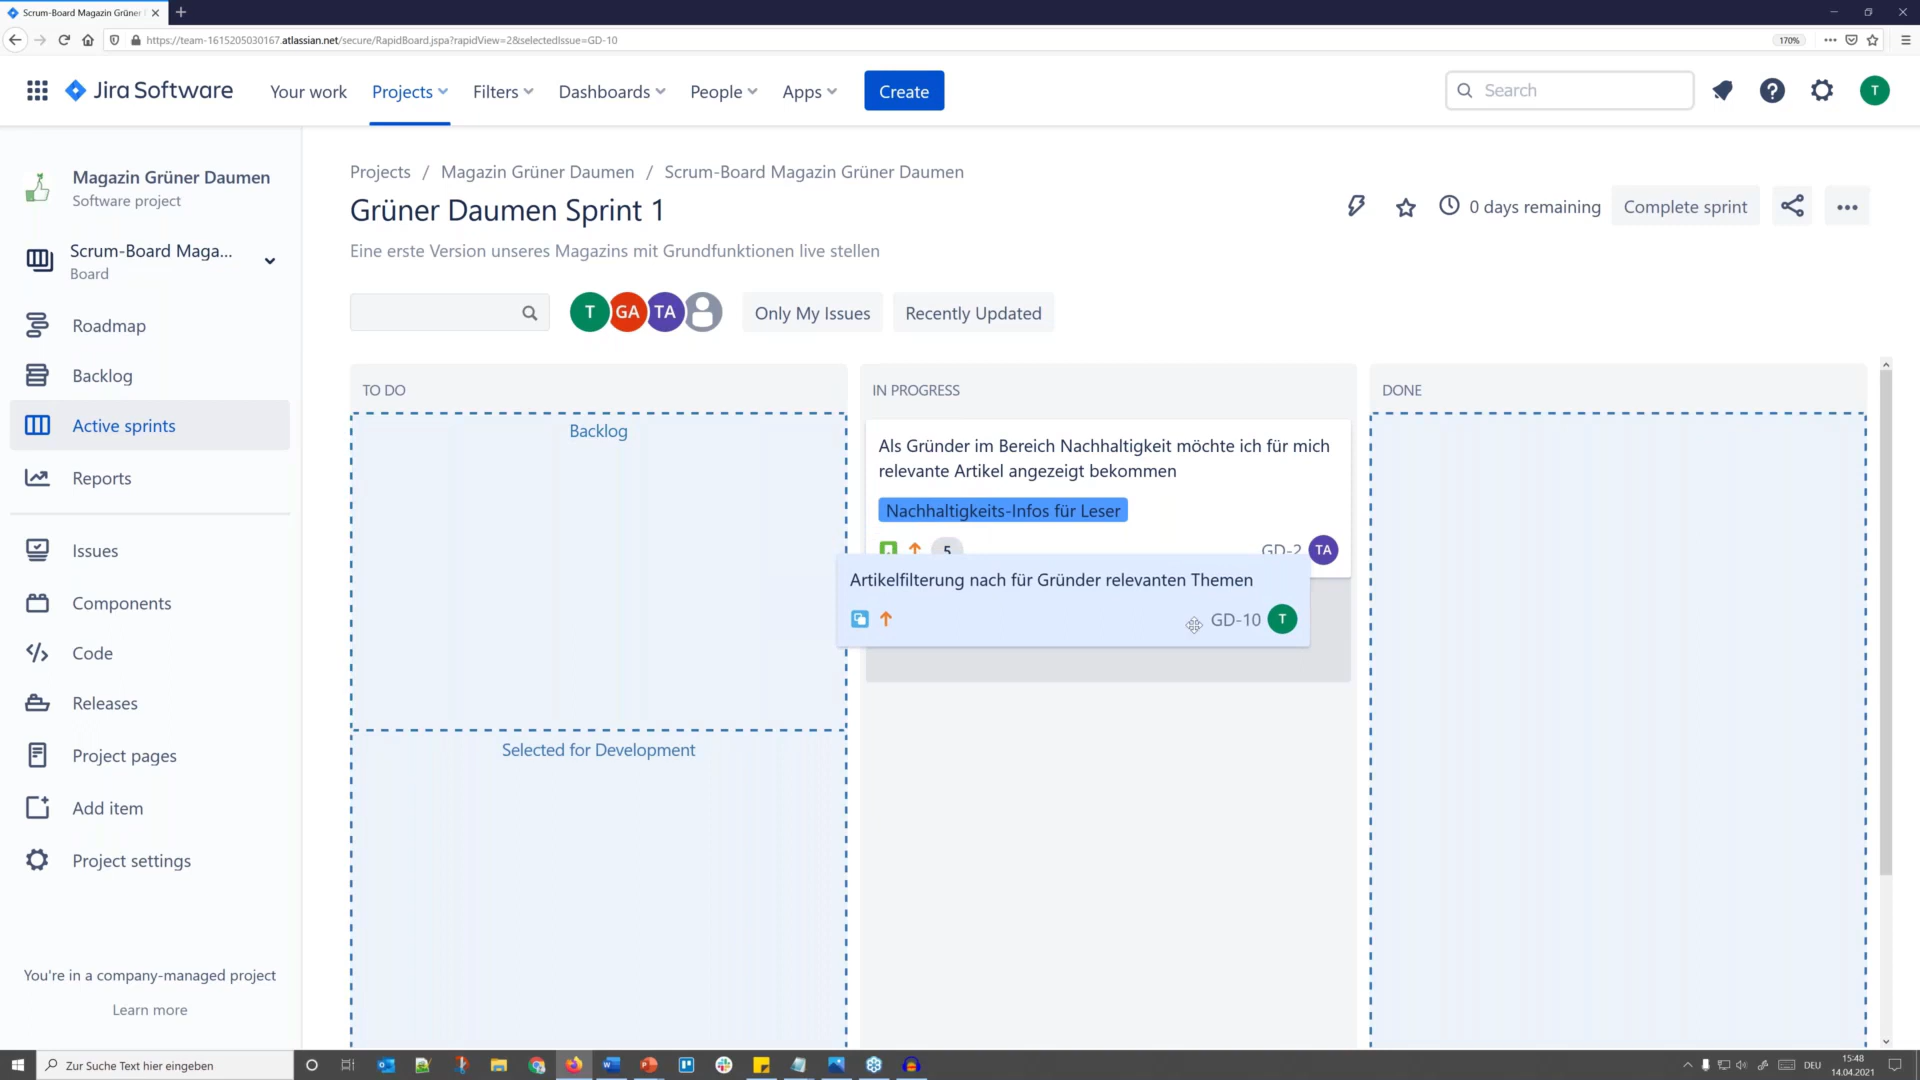 Scrum-Board Magazin Grüner
https://team-1615205030167.atlassian.net/secure/RapidBoard.jspa?rapidView=2&selectedIssue=GD-10
170%
Jira Software
Your work
Projects
Filters
Dashboards
People
Apps
Create
Search
T
Magazin Grüner Daumen
Software project
Scrum-Board Maga...
Board
Roadmap
Backlog
Active sprints
Reports
Issues
Components
Code
Releases
Project pages
Add item
Project settings
You're in a company-managed project
Learn more
Projects / Magazin Grüner Daumen / Scrum-Board Magazin Grüner Daumen
Grüner Daumen Sprint 1
0 days remaining
Complete sprint
Eine erste Version unseres Magazins mit Grundfunktionen live stellen
T GA TA
Only My Issues
Recently Updated
TO DO
Backlog
Selected for Development
IN PROGRESS
Als Gründer im Bereich Nachhaltigkeit möchte ich für mich
relevante Artikel angezeigt bekommen
Nachhaltigkeits-Infos für Leser
5
GD-2 TA
Artikelfilterung nach für Gründer relevanten Themen
GD-10 T
DONE
Zur Suche Text hier eingeben
DEU
15:48
14.04.2021